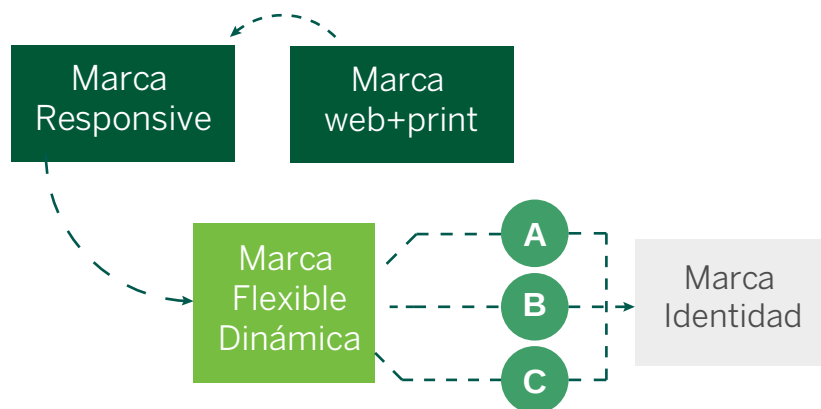 Marca
Responsive
Marca
web+print
Marca
Flexible
Dinámica
A
B
C
Marca
Identidad